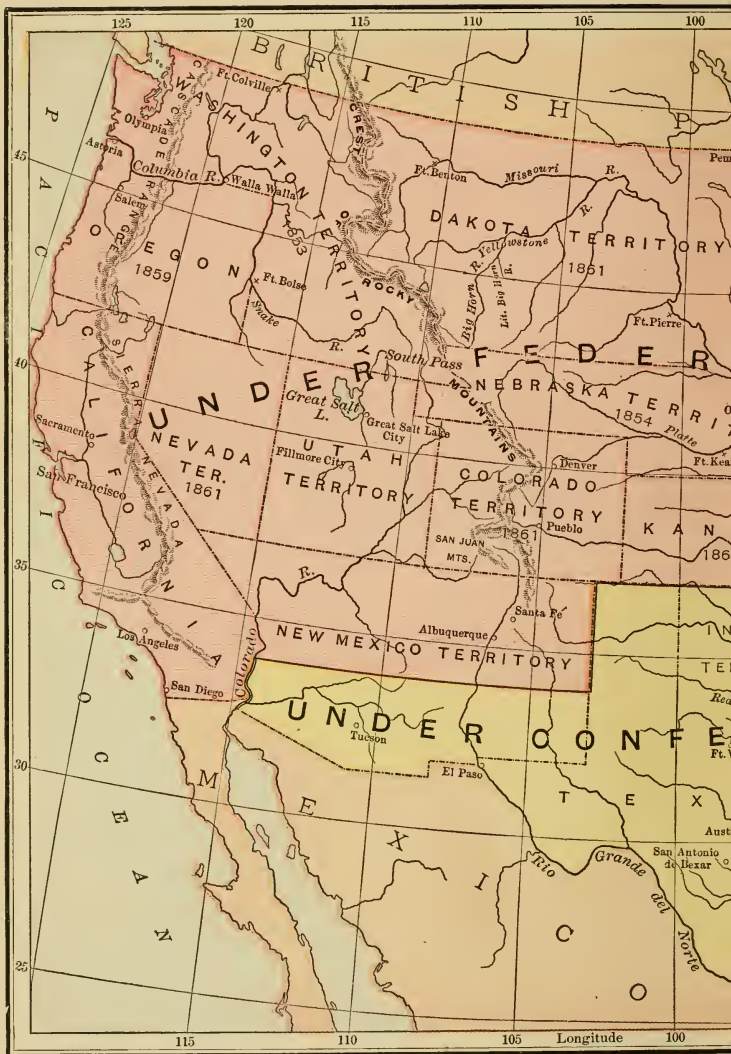 125 120 115 110 105 100
BRITISH P
Ft. Colville
CASCADE RANGE
WASHINGTON TERRITORY
1853
Olympia
CREST OF ROCKY MOUNTAINS
45
Astoria
Columbia R.
Walla Walla
Ft. Benton
Missouri R.
Pem
Salem
DAKOTA TERRITORY
1861
OREGON
1859
Yellowstone R.
Big Horn R.
Lit. Big Horn R.
Ft. Boise
Snake R.
Ft. Pierre
40
South Pass
UNDER FEDER
NEBRASKA TERRIT
1854
Platte
Ft. Kea
Great Salt L.
Great Salt Lake City
CALIFORNIA
SIERRA NEVADA
Sacramento
NEVADA TER.
1861
UTAH TERRITORY
Fillmore City
Denver
COLORADO TERRITORY
1861
San Francisco
Pueblo
KAN
186
SAN JUAN MTS.
35
Colorado R.
Santa Fé
Albuquerque
NEW MEXICO TERRITORY
IN
TER
Los Angeles
San Diego
Red
UNDER CONFE
Tucson
Ft. W
El Paso
30
TEX
Aust
MEXICO
San Antonio de Bexar
Rio Grande del Norte
PACIFIC OCEAN
25
115 110 105 Longitude 100